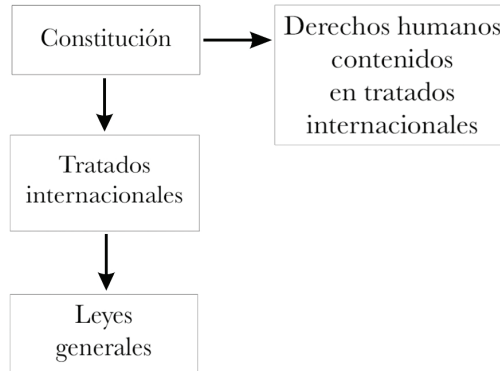 Constitución
Derechos humanos
contenidos
en tratados
internacionales
Tratados
internacionales
Leyes
generales